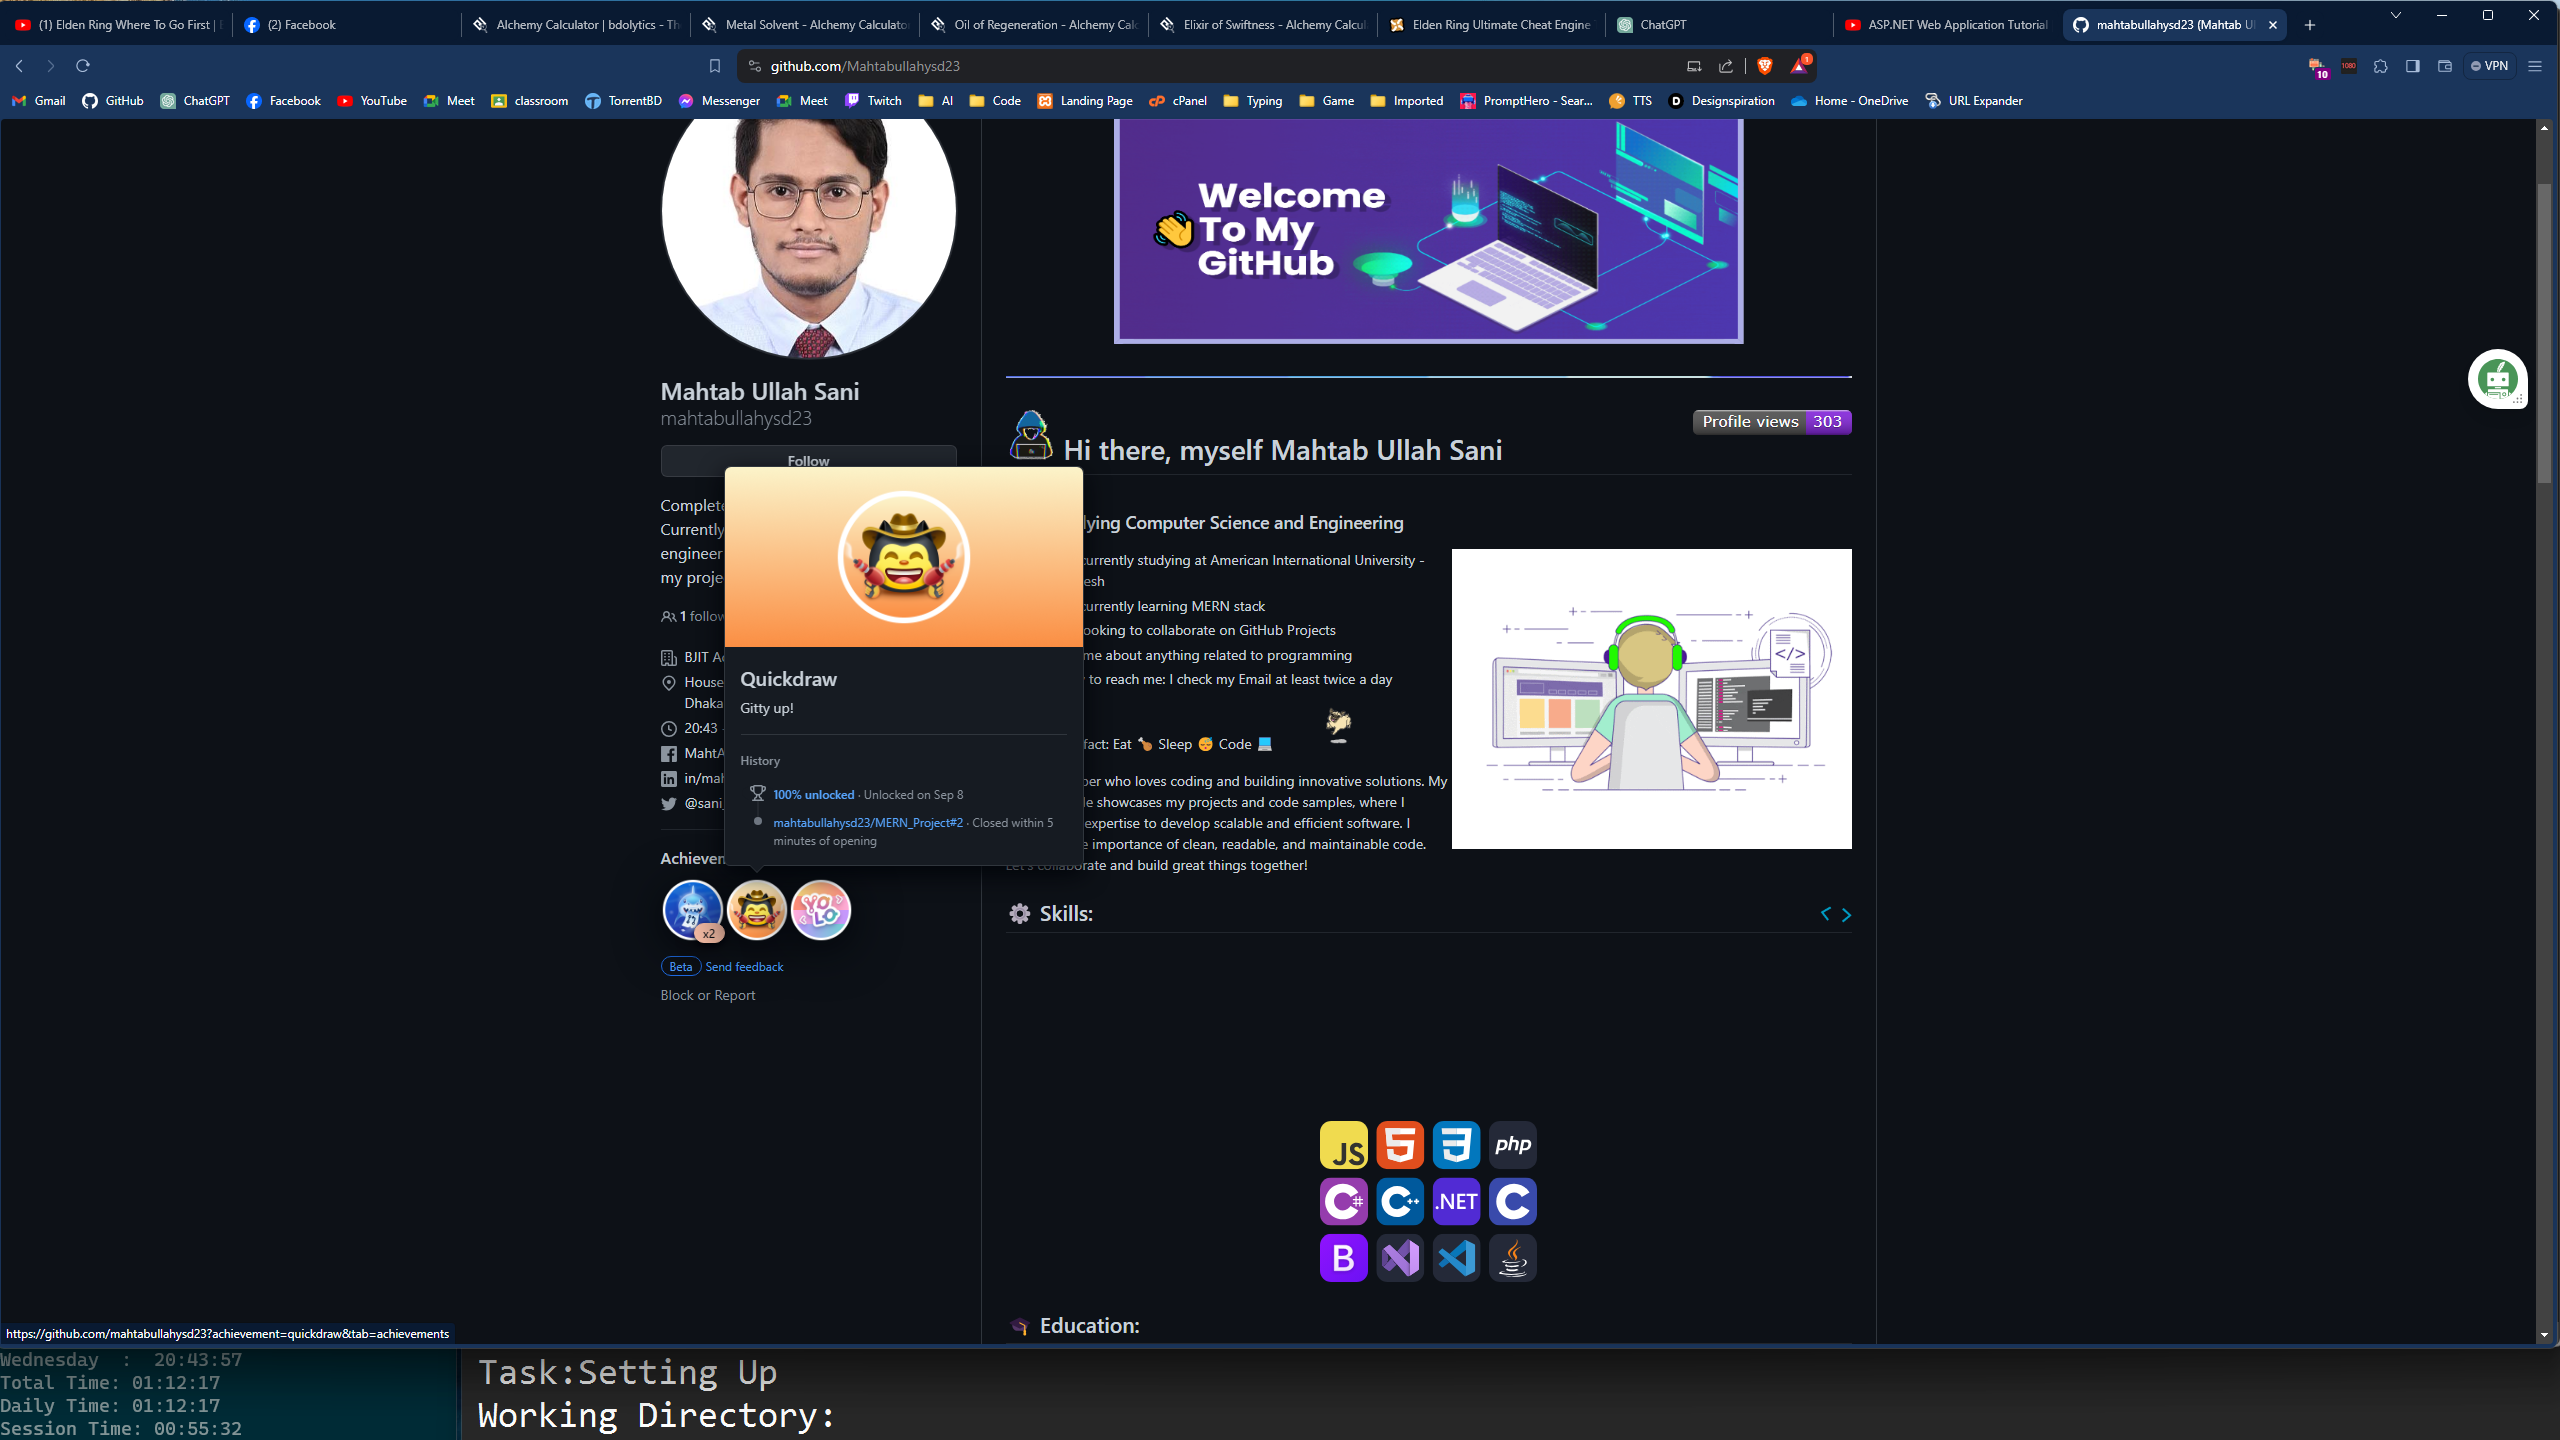 (1) Elden Ring Where To Go First |
(2) Facebook
Alchemy Calculator | bdolytics - Th
Metal Solvent - Alchemy Calculato
Oil of Regeneration - Alchemy Calc
Elixir of Swiftness - Alchemy Calcul
Elden Ring Ultimate Cheat Engine
ChatGPT
ASP.NET Web Application Tutorial
mahtabullahysd23 (Mahtab Ul
github.com/Mahtabullahysd23
1
10
1080
VPN
Gmail
GitHub
ChatGPT
Facebook
YouTube
Meet
classroom
TorrentBD
Messenger
Meet
Twitch
AI
Code
Landing Page
cPanel
Typing
Game
Imported
PromptHero - Sear...
TTS
Designspiration
Home - OneDrive
URL Expander
Welcome
To My
GitHub
Mahtab Ullah Sani
mahtabullahysd23
Follow
Complete
Currently
engineer
my proje
1 follow
BJIT Ac
House
Dhaka
20:43
MahtA
in/mah
@sani_
Quickdraw
Gitty up!
History
100% unlocked · Unlocked on Sep 8
mahtabullahysd23/MERN_Project#2 · Closed within 5
minutes of opening
Achieven
x2
YOLO
Beta Send feedback
Block or Report
Profile views 303
Hi there, myself Mahtab Ullah Sani
lying Computer Science and Engineering
currently studying at American International University -
esh
currently learning MERN stack
ooking to collaborate on GitHub Projects
me about anything related to programming
to reach me: I check my Email at least twice a day
fact: Eat Sleep Code
per who loves coding and building innovative solutions. My
le showcases my projects and code samples, where I
expertise to develop scalable and efficient software. I
e importance of clean, readable, and maintainable code.
Let's collaborate and build great things together!
</>
Skills:
< >
JS
5
3
php
C#
C++
.NET
C
B
Education:
https://github.com/mahtabullahysd23?achievement=quickdraw&tab=achievements
Wednesday : 20:43:57
Total Time: 01:12:17
Daily Time: 01:12:17
Session Time: 00:55:32
Task:Setting Up
Working Directory: